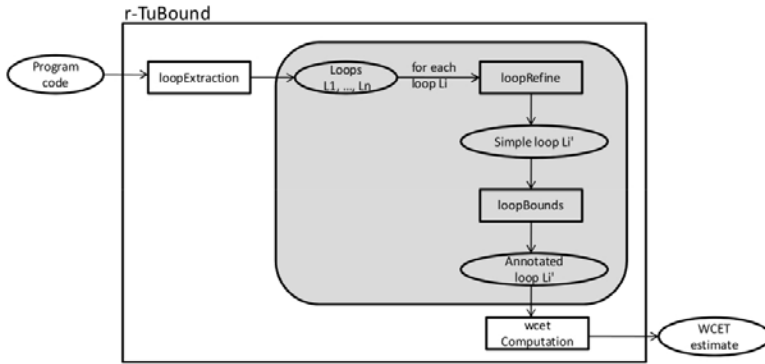 r-TuBound
Program
code
loopExtraction
Loops
L1, ..., Ln
for each
loop Li
loopRefine
Simple loop Li'
loopBounds
Annotated
loop Li'
wcet
Computation
WCET
estimate